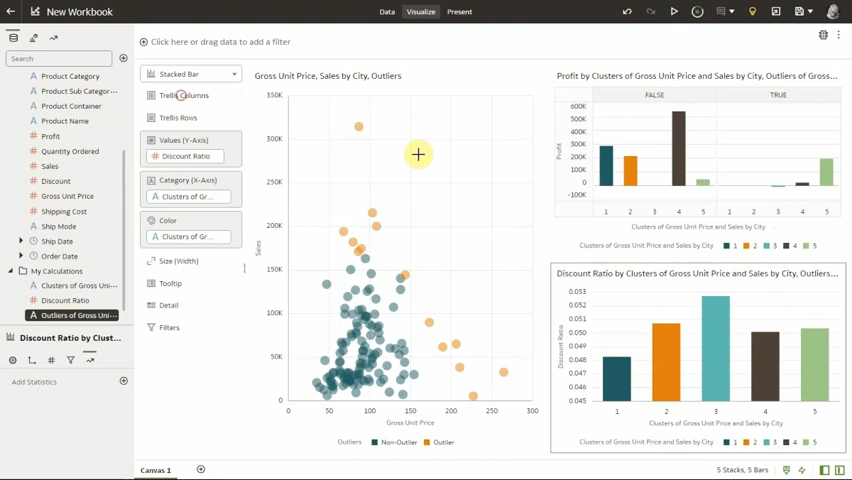 New Workbook
Data
Visualize
Present
Search
Product Category
Product Sub Categor...
Product Container
Product Name
Profit
Quantity Ordered
Sales
Discount
Gross Unit Price
Shipping Cost
Ship Mode
Ship Date
Order Date
My Calculations
Clusters of Gross Uni...
Discount Ratio
Outliers of Gross Uni...
Discount Ratio by Clust...
Add Statistics
Click here or drag data to add a filter
Stacked Bar
Trellis Columns
Trellis Rows
Values (Y-Axis)
Discount Ratio
Category (X-Axis)
Clusters of Gr...
Color
Clusters of Gr...
Size (Width)
Tooltip
Detail
Filters
Gross Unit Price, Sales by City, Outliers
350K
300K
250K
200K
150K
100K
50K
0
Sales
0 50 100 150 200 250 300
Gross Unit Price
Outliers Non-Outlier Outlier
Profit by Clusters of Gross Unit Price and Sales by City, Outliers of Gross...
FALSE TRUE
600K
500K
400K
300K
200K
100K
0
-100K
Profit
1 2 3 4 5 1 2 3 4 5
Clusters of Gross Unit Price and Sales by City
Clusters of Gross Unit Price and Sales by City 1 2 3 4 5
Discount Ratio by Clusters of Gross Unit Price and Sales by City, Outliers...
0.053
0.052
0.051
0.050
0.049
0.048
0.047
0.046
0.045
Discount Ratio
1 2 3 4 5
Clusters of Gross Unit Price and Sales by City
Clusters of Gross Unit Price and Sales by City 1 2 3 4 5
Canvas 1
5 Stacks, 5 Bars